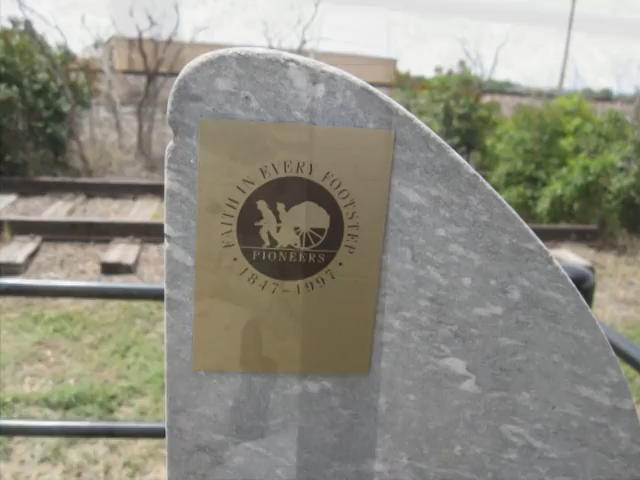 FAITH IN EVERY FOOTSTEP
PIONEERS
• 1847–1997 •